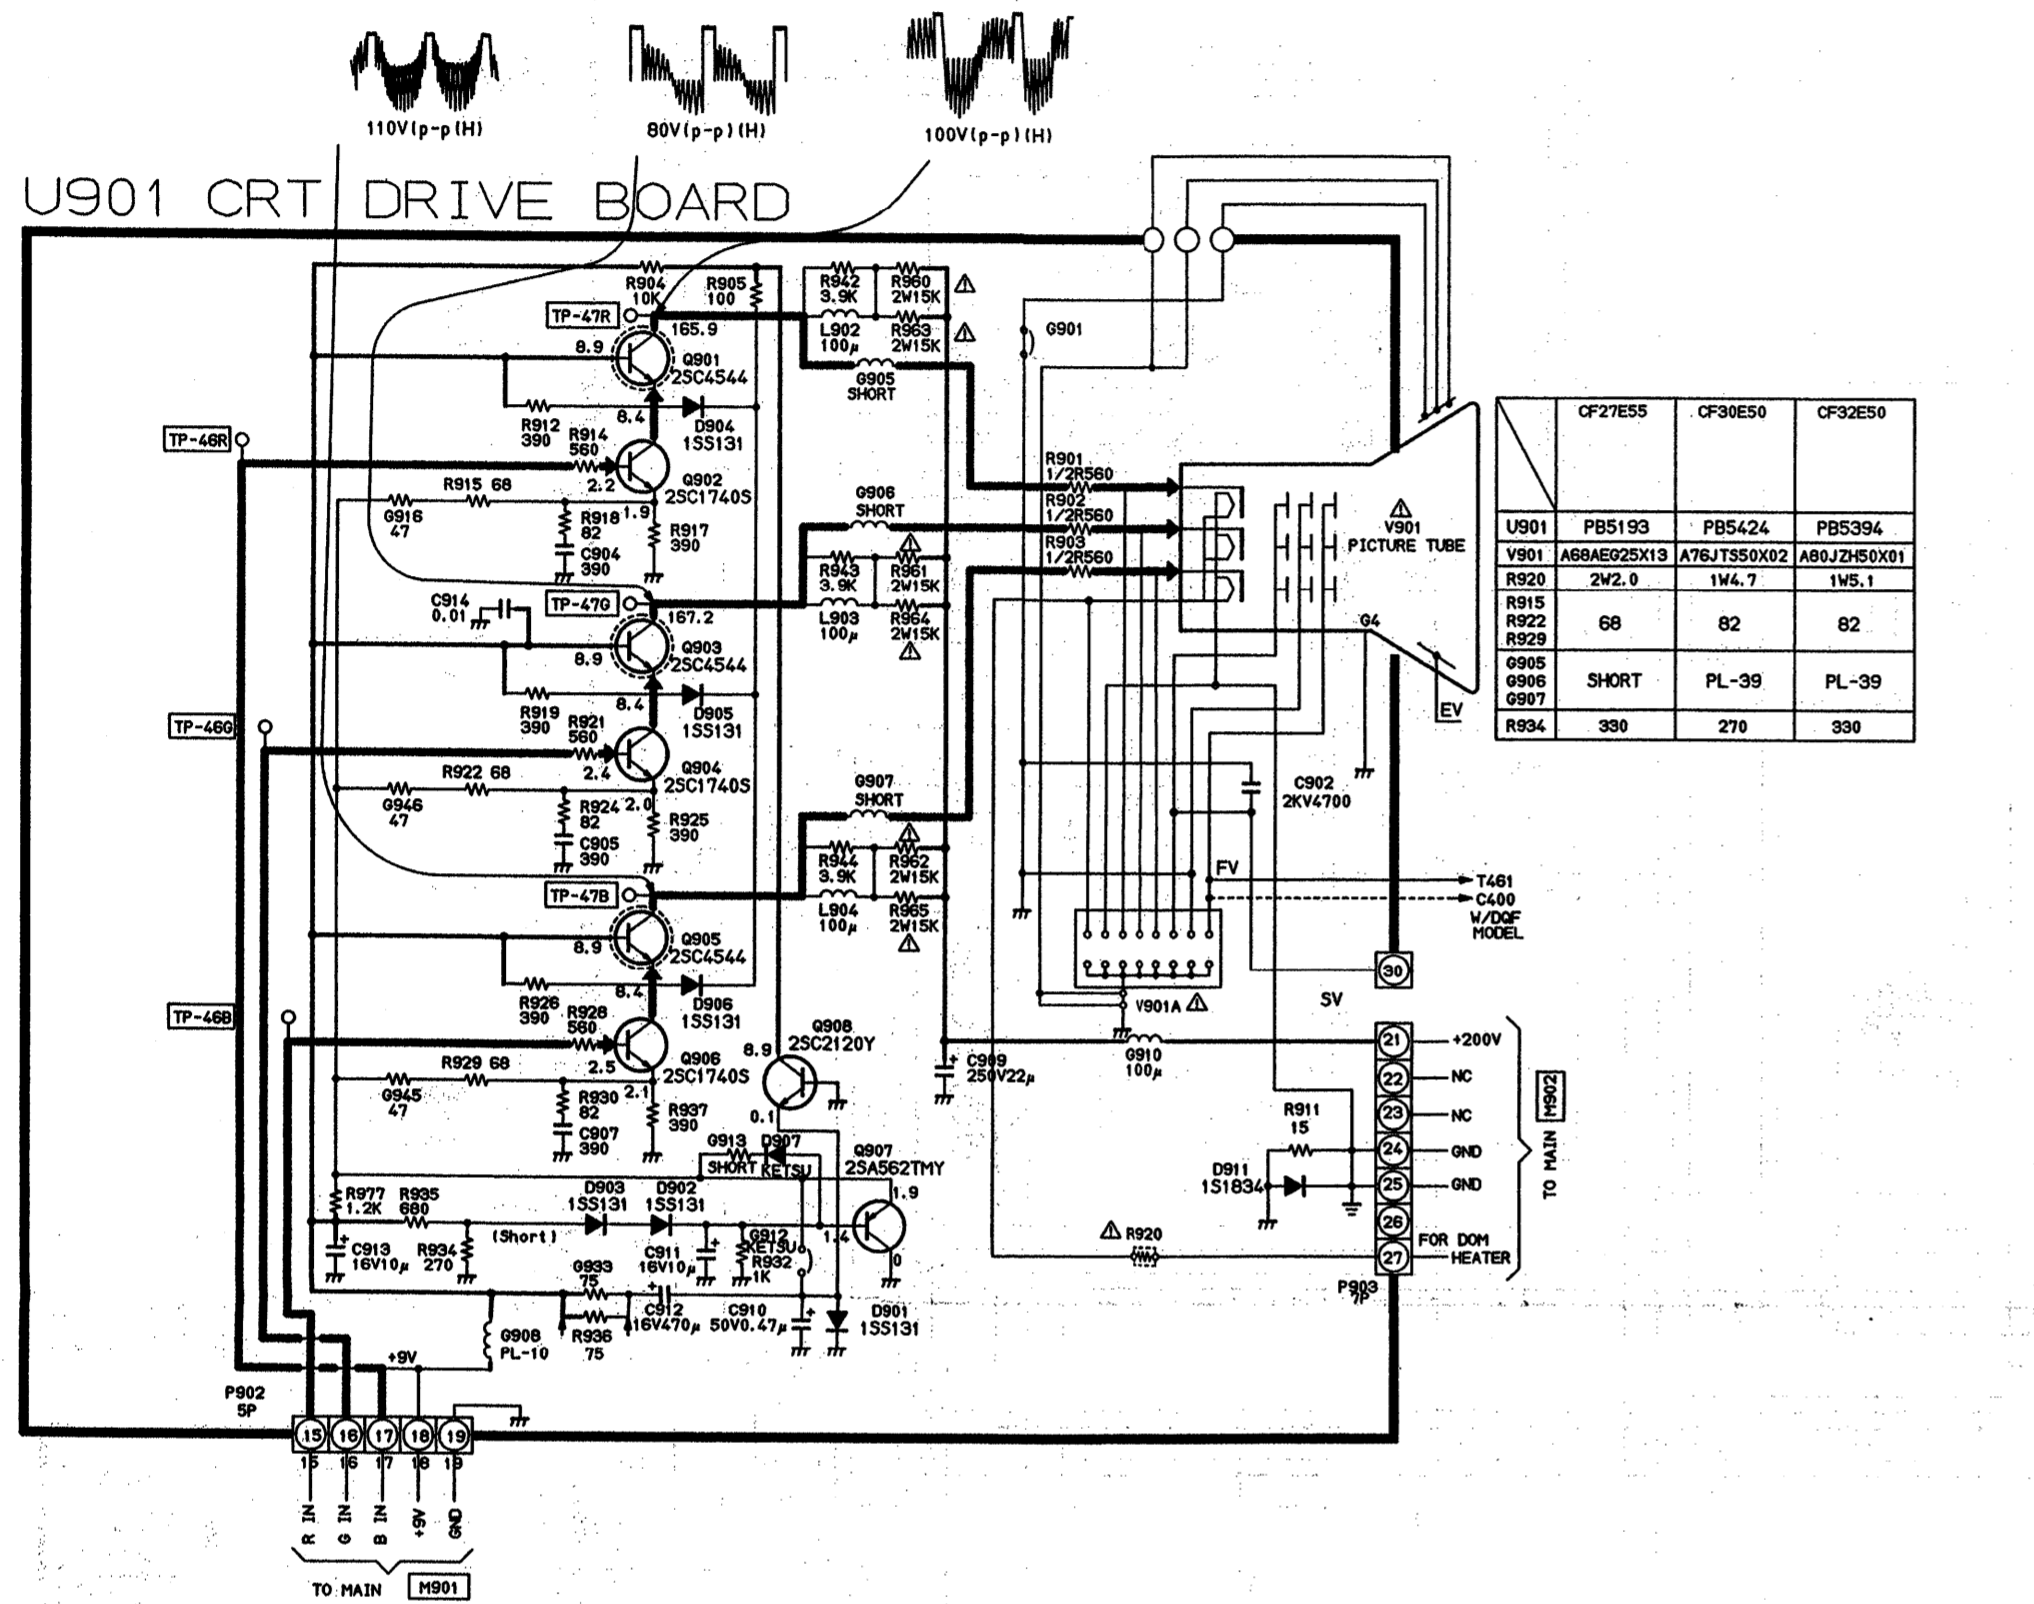 110V(p-p(H)
80V(p-p)(H)
100V(p-p)(H)
U901 CRT DRIVE BOARD
R904
10K
R905
100
R942
3.9K
R960
2W15K
TP-47R
165.9
L902
100μ
R963
2W15K
G901
8.9
Q901
2SC4544
G905
SHORT
R912
390
8.4
D904
1SS131
TP-46R
R914
560
2.2
Q902
2SC1740S
R915 68
G916
47
R918
82
1.9
C904
390
R917
390
G906
SHORT
R901
1/2R560
R902
1/2R560
R903
1/2R560
V901
PICTURE TUBE
G4
EV
CF27E55 CF30E50 CF32E50
U901 PB5193 PB5424 PB5394
V901 A68AEG25X13 A76JTS50X02 A80JZH50X01
R920 2W2.0 1W4.7 1W5.1
R915
R922 68 82 82
R929
G905
G906 SHORT PL-39 PL-39
G907
R934 330 270 330
R943
3.9K
R961
2W15K
C914
0.01
TP-47G
167.2
L903
100μ
R964
2W15K
8.9
Q903
2SC4544
R919
390
8.4
D905
1SS131
TP-46G
R921
560
2.4
Q904
2SC1740S
R922 68
G946
47
R924
82
2.0
C905
390
R925
390
G907
SHORT
C902
2KV4700
R944
3.9K
R962
2W15K
FV
T461
C400
W/DQF
MODEL
TP-47B
L904
100μ
R965
2W15K
8.9
Q905
2SC4544
30
SV
V901A
R926
390
8.4
D906
1SS131
TP-46B
R928
560
2.5
Q906
2SC1740S
R929 68
G945
47
R930
82
2.1
C907
390
R937
390
Q908
2SC2120Y
8.9
0.1
C909
250V22μ
G910
100μ
21 +200V
22 NC
23 NC
24 GND
25 GND
26
FOR DOM
27 HEATER
P903
7P
TO MAIN M902
R911
15
D911
1S1834
R920
G913
SHORT
D907
KETSU
Q907
2SA562TMY
1.9
1.4
0
R977
1.2K
R935
680
D903
1SS131
D902
1SS131
(Short)
C913
16V10μ
R934
270
C911
16V10μ
G912
KETSU
R932
1K
G933
75
C912
16V470μ
C910
50V0.47μ
D901
1SS131
R936
75
G908
PL-10
+9V
P902
5P
15 16 17 18 19
15 16 17 18 19
R IN
G IN
B IN
+9V
GND
TO MAIN M901